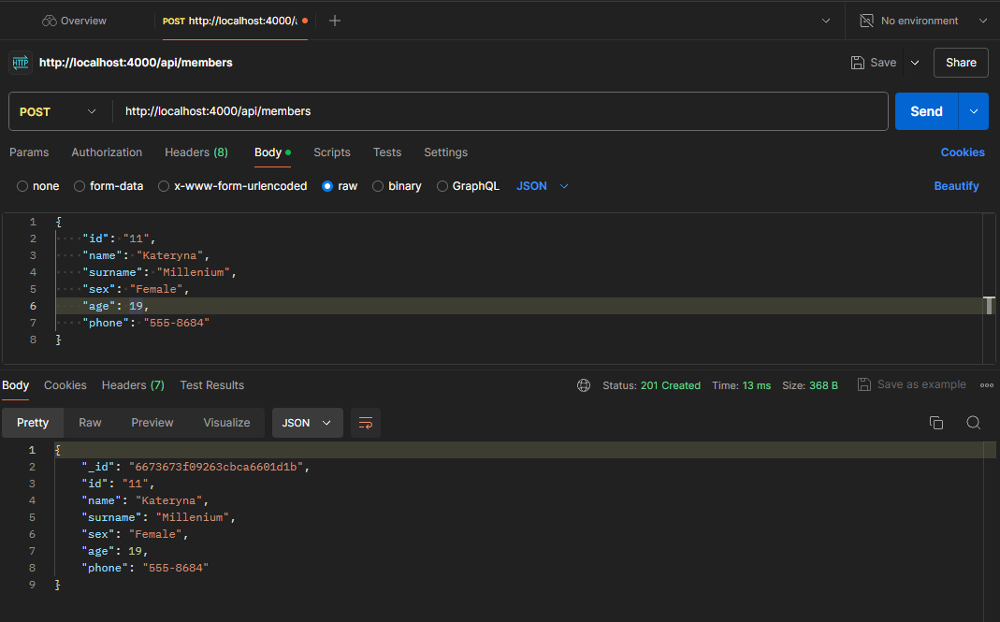 Overview POST http://localhost:4000/a No environment
HTTP http://localhost:4000/api/members Save Share
POST http://localhost:4000/api/members Send
Params Authorization Headers (8) Body Scripts Tests Settings Cookies
none form-data x-www-form-urlencoded raw binary GraphQL JSON Beautify
1 {
2 "id": "11",
3 "name": "Kateryna",
4 "surname": "Millenium",
5 "sex": "Female",
6 "age": 19,
7 "phone": "555-8684"
8 }
Body Cookies Headers (7) Test Results Status: 201 Created Time: 13 ms Size: 368 B Save as example
Pretty Raw Preview Visualize JSON
1 {
2 "_id": "6673673f09263cbca6601d1b",
3 "id": "11",
4 "name": "Kateryna",
5 "surname": "Millenium",
6 "sex": "Female",
7 "age": 19,
8 "phone": "555-8684"
9 }